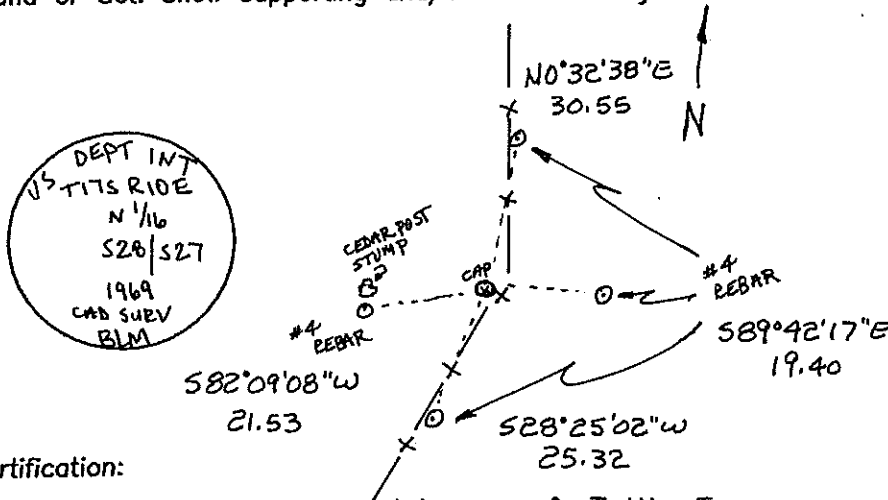 N0°32'38"E
30.55
N
US DEPT INT
T17S R10E
N 1/16
S28|S27
1969
CAD SURV
BLM
CEDAR POST
STUMP
CAP
#4
REBAR
#4
REBAR
S89°42'17"E
19.40
S82°09'08"W
21.53
S28°25'02"W
25.32
rtification: